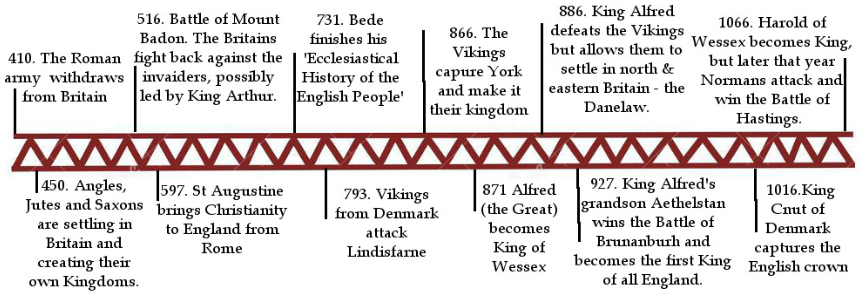 410. The Roman
army withdraws
from Britain
516. Battle of Mount
Badon. The Britains
fight back against the
invaiders, possibly
led by King Arthur.
731. Bede
finishes his
'Ecclesiastical
History of the
English People'
866. The
Vikings
capure York
and make it
their kingdom
886. King Alfred
defeats the Vikings
but allows them to
settle in north &
eastern Britain - the
Danelaw.
1066. Harold of
Wessex becomes King,
but later that year
Normans attack and
win the Battle of
Hastings.
450. Angles,
Jutes and Saxons
are settling in
Britain and
creating their
own Kingdoms.
597. St Augustine
brings Christianity
to England from
Rome
793. Vikings
from Denmark
attack
Lindisfarne
871 Alfred
(the Great)
becomes
King of
Wessex
927. King Alfred's
grandson Aethelstan
wins the Battle of
Brunanburh and
becomes the first King
of all England.
1016.King
Cnut of
Denmark
captures the
English crown